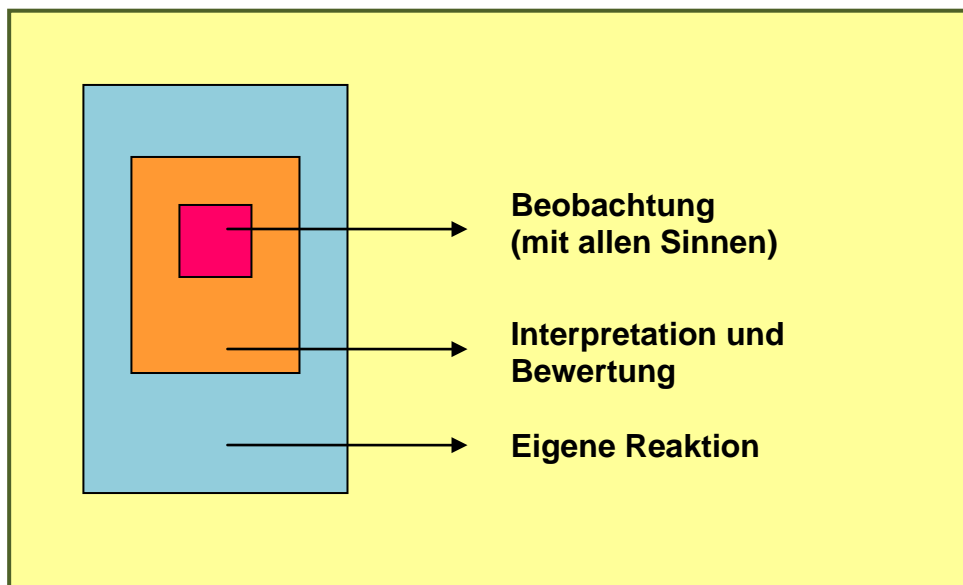 Beobachtung
(mit allen Sinnen)
Interpretation und
Bewertung
Eigene Reaktion